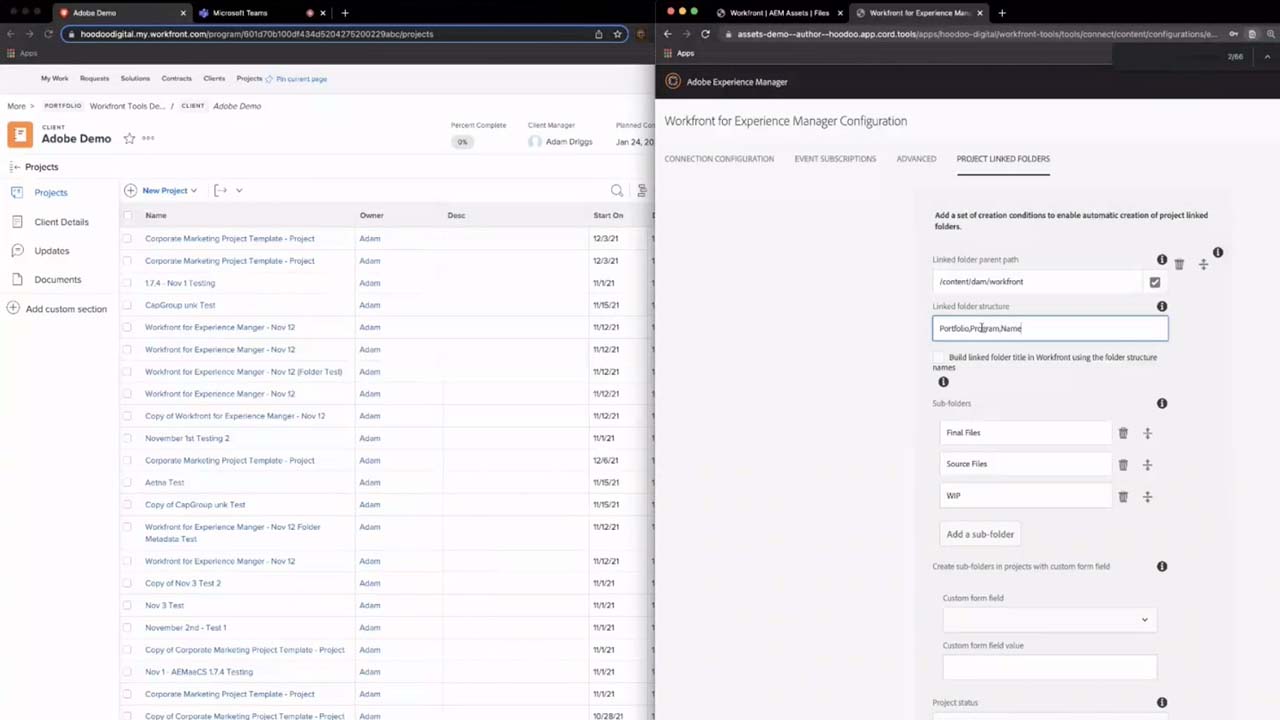 Adobe Demo
Microsoft Teams
hoodoodigital.my.workfront.com/program/601d70b100df434d5204275200229abc/projects
Apps
My Work Requests Solutions Contracts Clients Projects Pin current page
More > PORTFOLIO Workfront Tools De... / CLIENT Adobe Demo
CLIENT
Adobe Demo
Percent Complete Client Manager Planned Con
0% Adam Driggs Jan 24, 20
Projects
Projects
Client Details
Updates
Documents
Add custom section
New Project
Name Owner Desc Start On
Corporate Marketing Project Template - Project Adam 12/3/21
Corporate Marketing Project Template - Project Adam 12/3/21
1.7.4 - Nov 1 Testing Adam 11/1/21
CapGroup unk Test Adam 11/15/21
Workfront for Experience Manger - Nov 12 Adam 11/12/21
Workfront for Experience Manger - Nov 12 Adam 11/12/21
Workfront for Experience Manger - Nov 12 (Folder Test) Adam 11/12/21
Workfront for Experience Manger - Nov 12 Adam 11/12/21
Copy of Workfront for Experience Manger - Nov 12 Adam 11/12/21
November 1st Testing 2 Adam 11/1/21
Corporate Marketing Project Template - Project Adam 12/6/21
Aetna Test Adam 11/15/21
Copy of CapGroup unk Test Adam 11/15/21
Workfront for Experience Manger - Nov 12 Folder Adam 11/12/21
Metadata Test
Workfront for Experience Manger - Nov 12 Adam 11/12/21
Copy of Nov 3 Test 2 Adam 11/1/21
Nov 3 Test Adam 11/1/21
November 2nd - Test 1 Adam 11/1/21
Copy of Corporate Marketing Project Template - Project Adam 11/1/21
Nov 1 - AEMaaCS 1.7.4 Testing Adam 11/1/21
Corporate Marketing Project Template - Project Adam 11/1/21
Copy of Corporate Marketing Project Template - Project Adam 10/28/21
Workfront | AEM Assets | Files
Workfront for Experience Man
assets-demo--author--hoodoo.app.cord.tools/apps/hoodoo-digital/workfront-tools/tools/connect/content/configurations/e...
Apps
2/66
Adobe Experience Manager
Workfront for Experience Manager Configuration
CONNECTION CONFIGURATION EVENT SUBSCRIPTIONS ADVANCED PROJECT LINKED FOLDERS
Add a set of creation conditions to enable automatic creation of project linked
folders.
Linked folder parent path
/content/dam/workfront
Linked folder structure
Portfolio,Program,Name
Build linked folder title in Workfront using the folder structure
names
Sub-folders
Final Files
Source Files
WIP
Add a sub-folder
Create sub-folders in projects with custom form field
Custom form field
Custom form field value
Project status